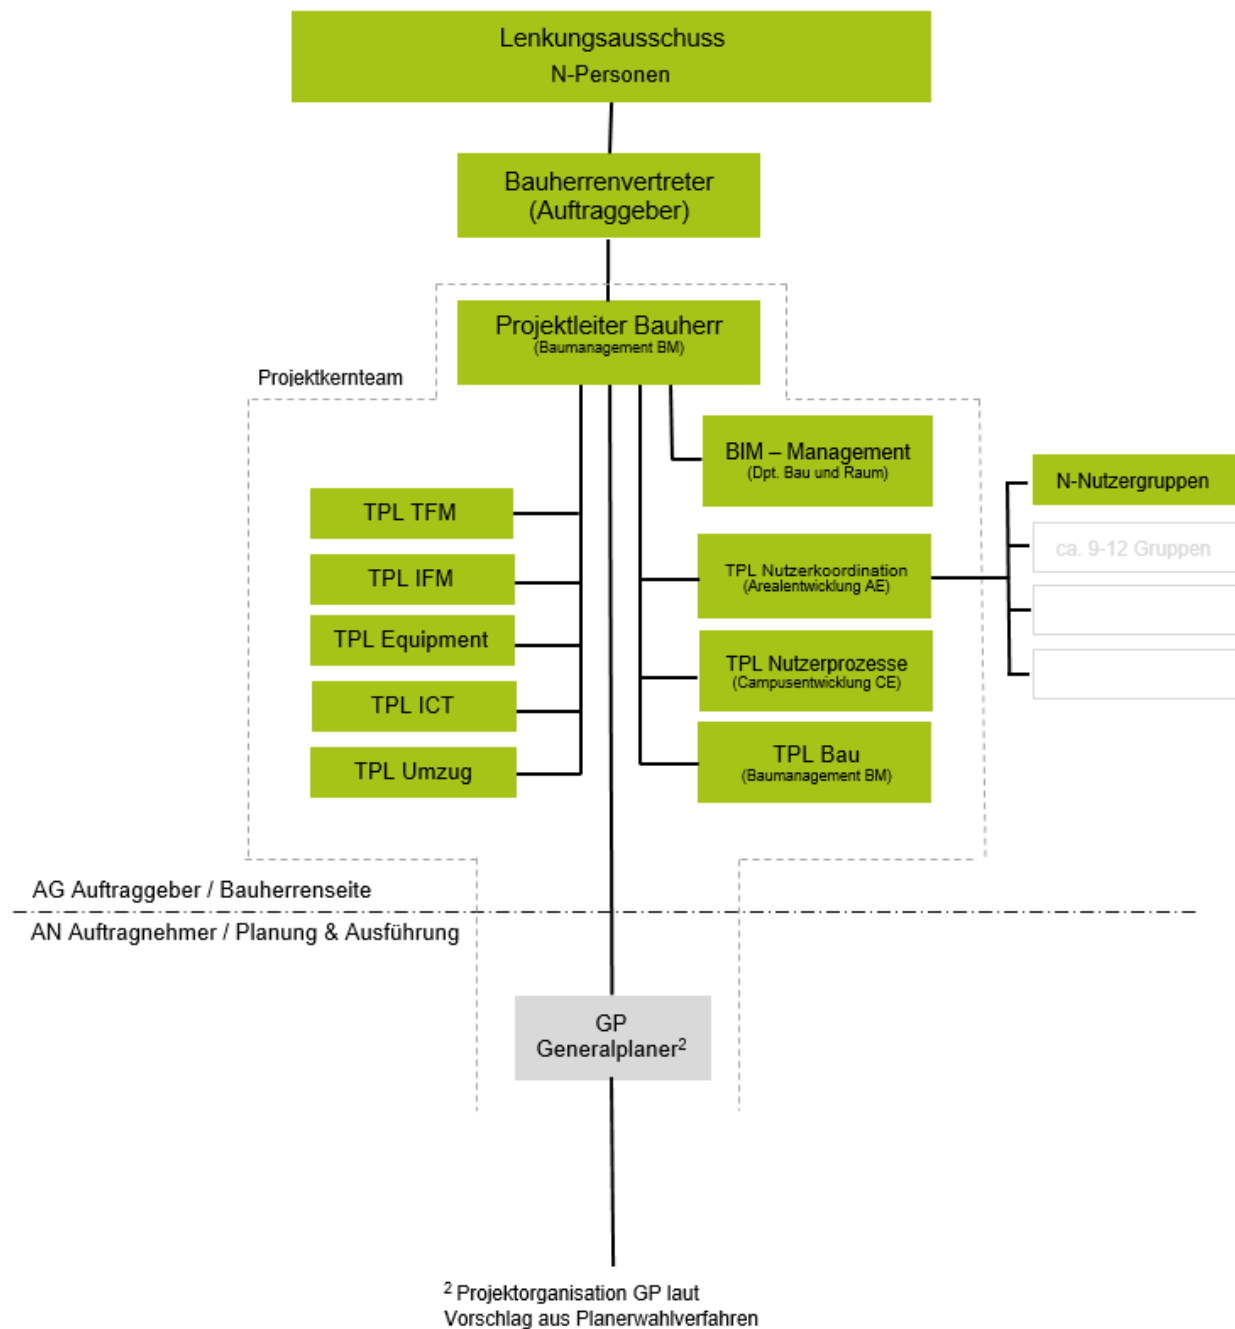 Lenkungsausschuss
N-Personen
Bauherrenvertreter
(Auftraggeber)
Projektleiter Bauherr
(Baumanagement BM)
Projektkernteam
BIM – Management
(Dpt. Bau und Raum)
N-Nutzergruppen
TPL TFM
ca. 9-12 Gruppen
TPL IFM
TPL Nutzerkoordination
(Arealentwicklung AE)
TPL Equipment
TPL Nutzerprozesse
(Campusentwicklung CE)
TPL ICT
TPL Umzug
TPL Bau
(Baumanagement BM)
AG Auftraggeber / Bauherrenseite
AN Auftragnehmer / Planung & Ausführung
GP
Generalplaner²
² Projektorganisation GP laut
Vorschlag aus Planerwahlverfahren